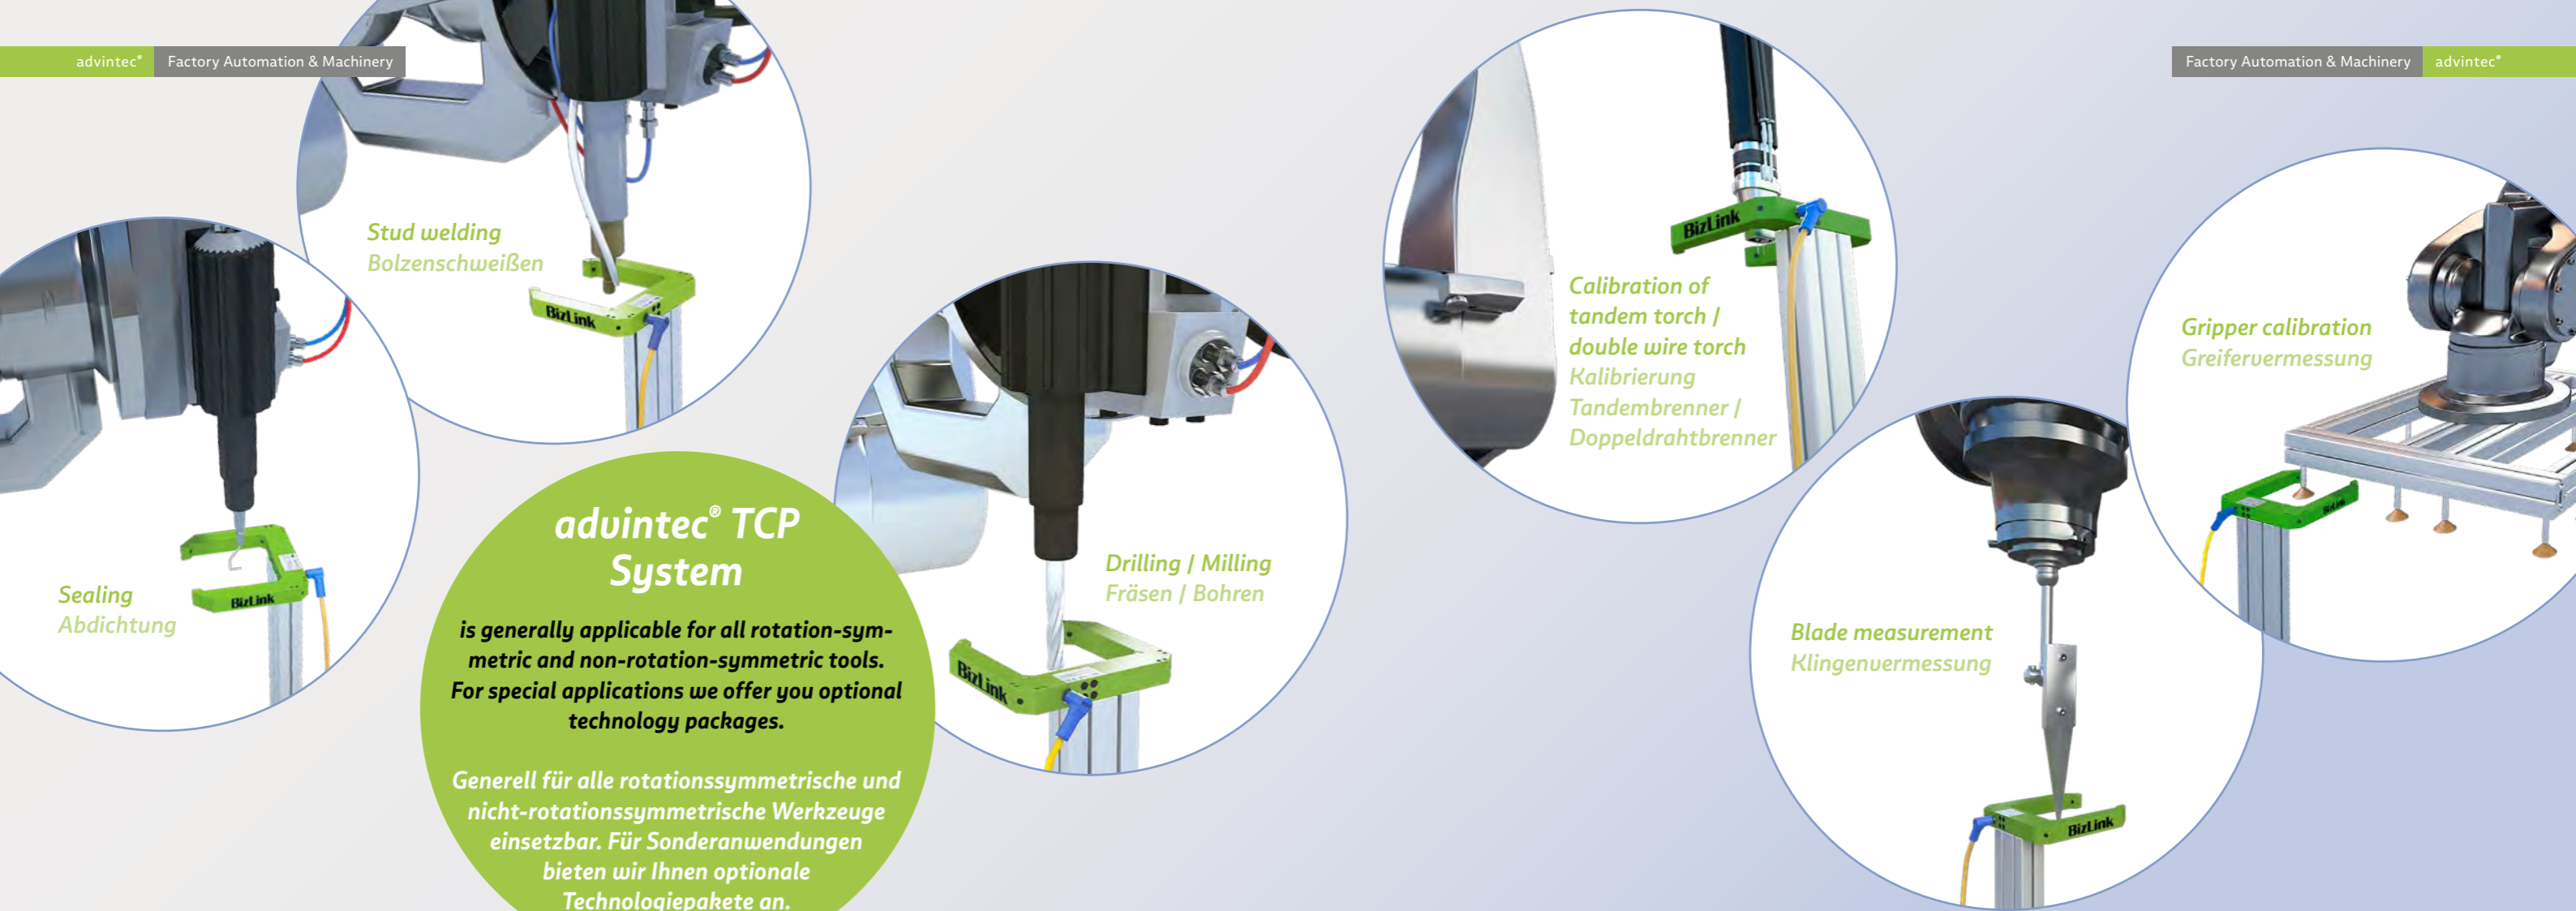 advintec®
Factory Automation & Machinery
Factory Automation & Machinery
advintec®
Stud welding
Bolzenschweißen
BizLink
Sealing
Abdichtung
BizLink
advintec® TCP
System
is generally applicable for all rotation-sym-
metric and non-rotation-symmetric tools.
For special applications we offer you optional
technology packages.
Generell für alle rotationssymmetrische und
nicht-rotationssymmetrische Werkzeuge
einsetzbar. Für Sonderanwendungen
bieten wir Ihnen optionale
Technologiepakete an.
Drilling / Milling
Fräsen / Bohren
BizLink
BizLink
Calibration of
tandem torch /
double wire torch
Kalibrierung
Tandembrenner /
Doppeldrahtbrenner
Blade measurement
Klingenvermessung
BizLink
Gripper calibration
Greifervermessung
BizLink